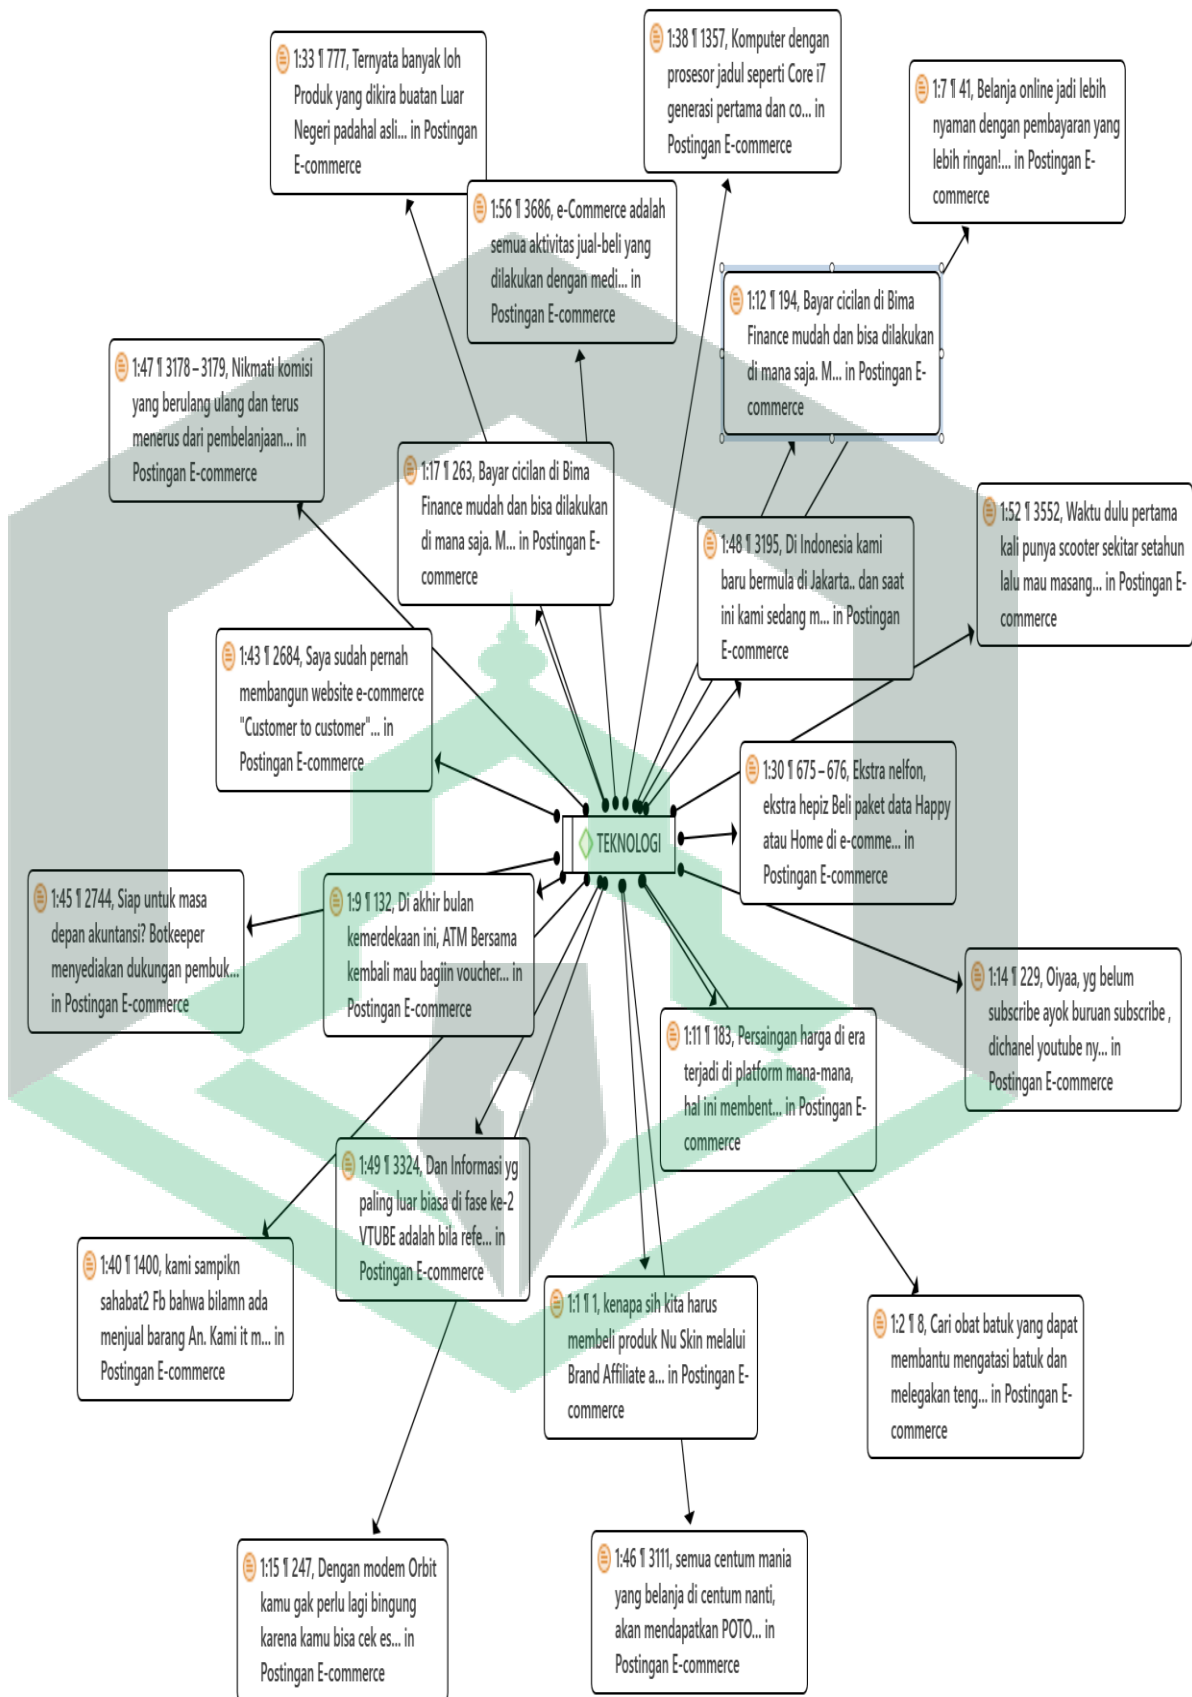 1:33 ¶ 777, Ternyata banyak loh
Produk yang dikira buatan Luar
Negeri padahal asli... in Postingan
E-commerce
1:38 ¶ 1357, Komputer dengan
prosesor jadul seperti Core i7
generasi pertama dan co... in
Postingan E-commerce
1:7 ¶ 41, Belanja online jadi lebih
nyaman dengan pembayaran yang
lebih ringan!... in Postingan E-
commerce
1:56 ¶ 3686, e-Commerce adalah
semua aktivitas jual-beli yang
dilakukan dengan medi... in
Postingan E-commerce
1:12 ¶ 194, Bayar cicilan di Bima
Finance mudah dan bisa dilakukan
di mana saja. M... in Postingan E-
commerce
1:47 ¶ 3178 – 3179, Nikmati komisi
yang berulang ulang dan terus
menerus dari pembelanjaan... in
Postingan E-commerce
1:17 ¶ 263, Bayar cicilan di Bima
Finance mudah dan bisa dilakukan
di mana saja. M... in Postingan E-
commerce
1:52 ¶ 3552, Waktu dulu pertama
kali punya scooter sekitar setahun
lalu mau masang... in Postingan E-
commerce
1:48 ¶ 3195, Di Indonesia kami
baru bermula di Jakarta.. dan saat
ini kami sedang m... in Postingan
E-commerce
1:43 ¶ 2684, Saya sudah pernah
membangun website e-commerce
"Customer to customer"... in
Postingan E-commerce
1:30 ¶ 675 – 676, Ekstra nelfon,
ekstra hepiz Beli paket data Happy
atau Home di e-comme... in
Postingan E-commerce
TEKNOLOGI
1:45 ¶ 2744, Siap untuk masa
depan akuntansi? Botkeeper
menyediakan dukungan pembuk...
in Postingan E-commerce
1:9 ¶ 132, Di akhir bulan
kemerdekaan ini, ATM Bersama
kembali mau bagiin voucher... in
Postingan E-commerce
1:14 ¶ 229, Oiyaa, yg belum
subscribe ayok buruan subscribe ,
dichanel youtube ny... in
Postingan E-commerce
1:11 ¶ 183, Persaingan harga di era
terjadi di platform mana-mana,
hal ini membent... in Postingan E-
commerce
1:49 ¶ 3324, Dan Informasi yg
paling luar biasa di fase ke-2
VTUBE adalah bila refe... in
Postingan E-commerce
1:40 ¶ 1400, kami sampikn
sahabat2 Fb bahwa bilamn ada
menjual barang An. Kami it m... in
Postingan E-commerce
1:1 ¶ 1, kenapa sih kita harus
membeli produk Nu Skin melalui
Brand Affiliate a... in Postingan E-
commerce
1:2 ¶ 8, Cari obat batuk yang dapat
membantu mengatasi batuk dan
melegakan teng... in Postingan E-
commerce
1:15 ¶ 247, Dengan modem Orbit
kamu gak perlu lagi bingung
karena kamu bisa cek es... in
Postingan E-commerce
1:46 ¶ 3111, semua centum mania
yang belanja di centum nanti,
akan mendapatkan POTO... in
Postingan E-commerce